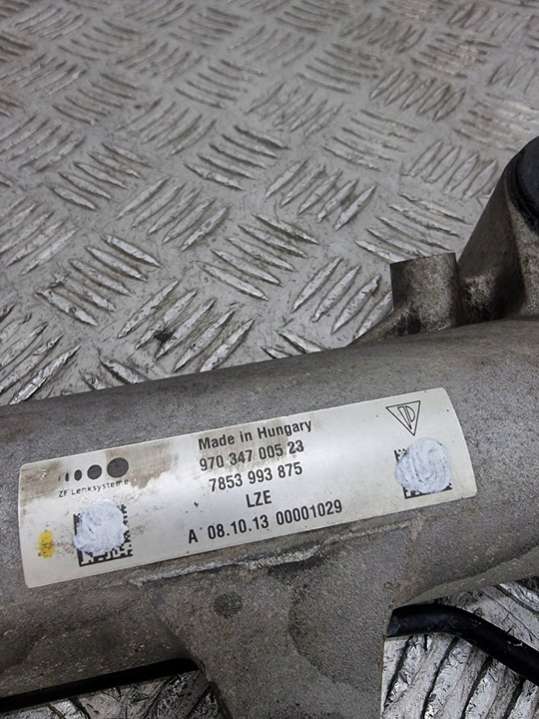 Made in Hungary
970 347 005 23
7853 993 875
LZE
A 08.10.13 00001029
ZF Lenksysteme